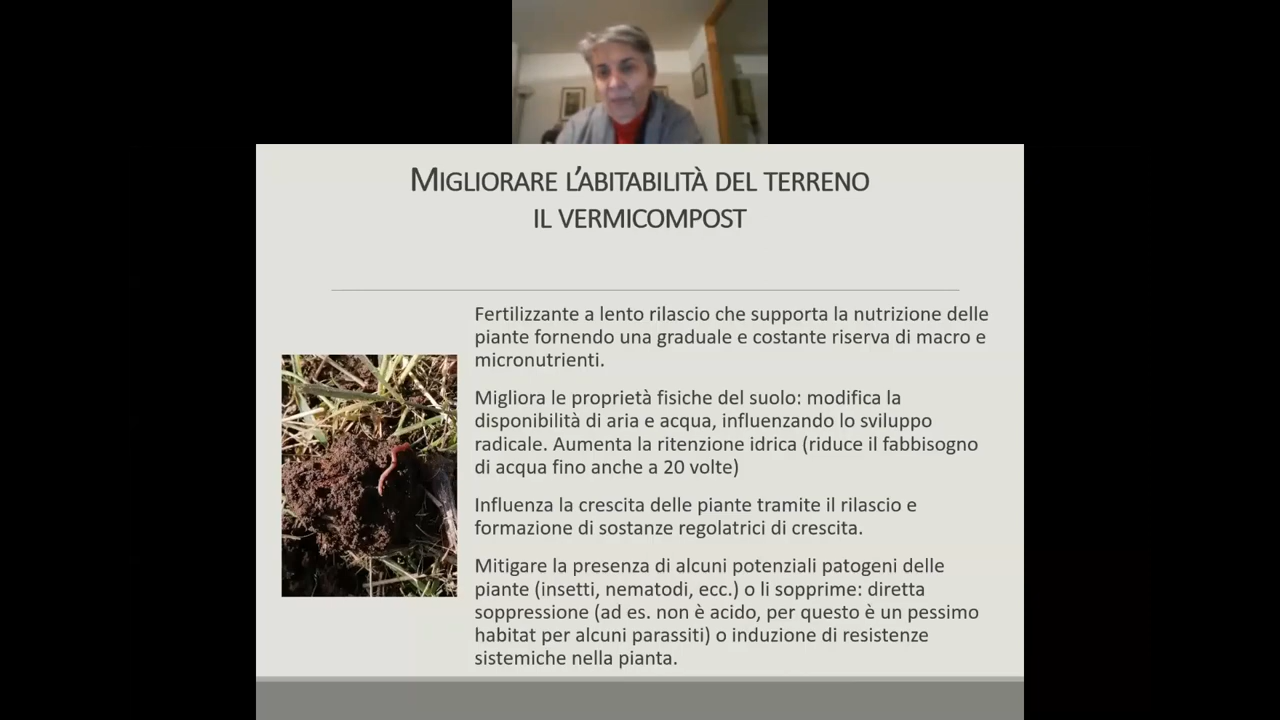 Migliorare l'abitabilità del terreno
il vermicompost
Fertilizzante a lento rilascio che supporta la nutrizione delle
piante fornendo una graduale e costante riserva di macro e
micronutrienti.
Migliora le proprietà fisiche del suolo: modifica la
disponibilità di aria e acqua, influenzando lo sviluppo
radicale. Aumenta la ritenzione idrica (riduce il fabbisogno
di acqua fino anche a 20 volte)
Influenza la crescita delle piante tramite il rilascio e
formazione di sostanze regolatrici di crescita.
Mitigare la presenza di alcuni potenziali patogeni delle
piante (insetti, nematodi, ecc.) o li sopprime: diretta
soppressione (ad es. non è acido, per questo è un pessimo
habitat per alcuni parassiti) o induzione di resistenze
sistemiche nella pianta.